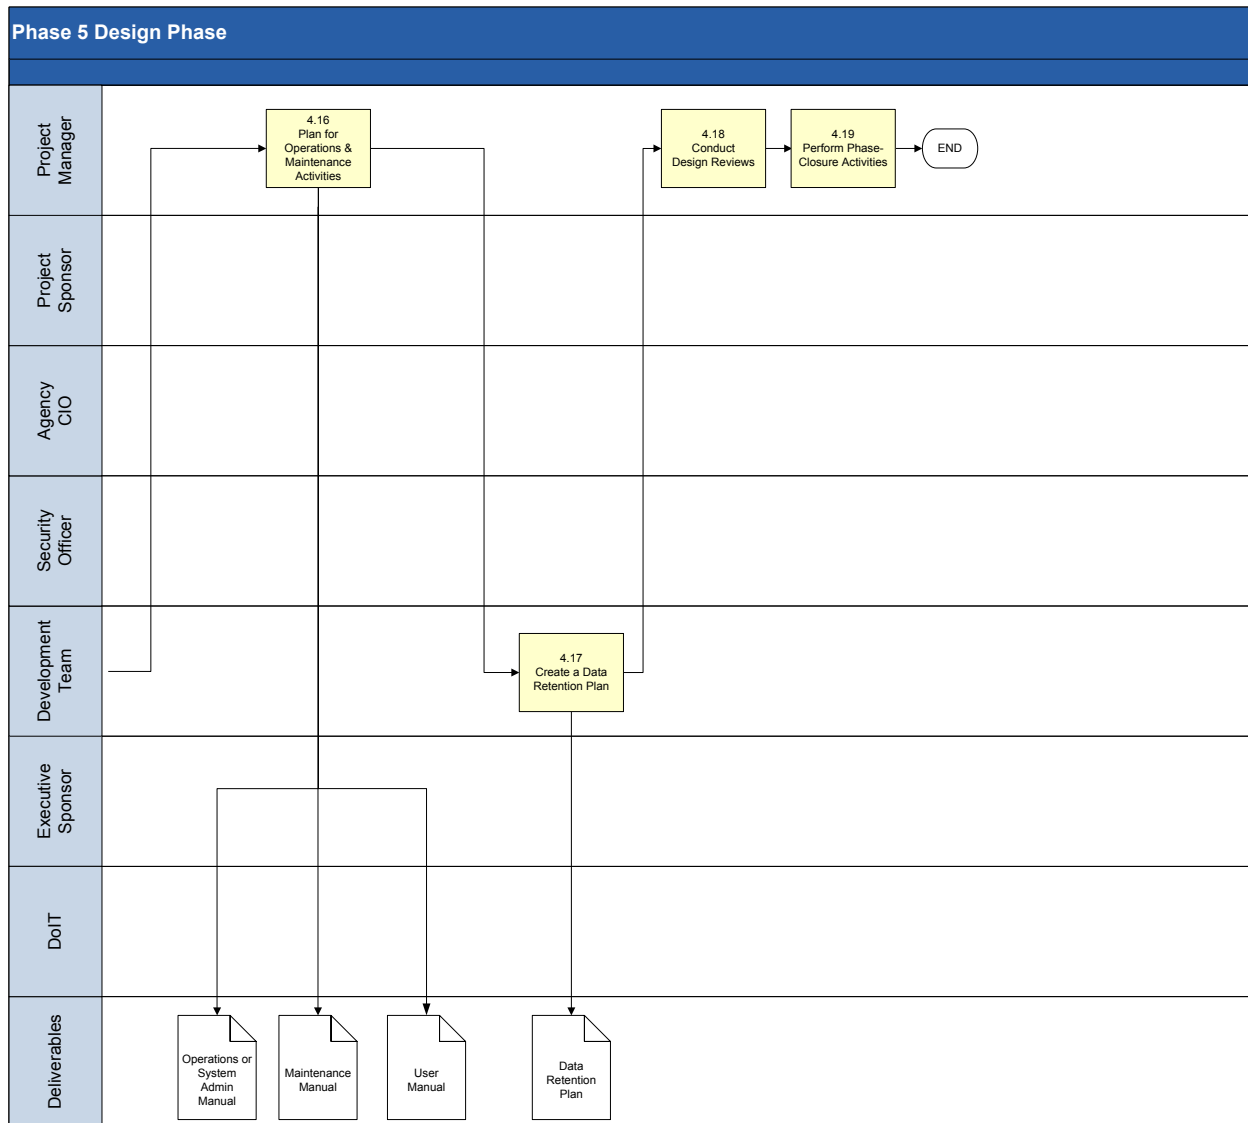 Phase 5 Design Phase
Project
Manager
4.16
Plan for
Operations &
Maintenance
Activities
4.18
Conduct
Design Reviews
4.19
Perform Phase-
Closure Activities
END
Project
Sponsor
Agency
CIO
Security
Officer
Development
Team
4.17
Create a Data
Retention Plan
Executive
Sponsor
DoIT
Deliverables
Operations or
System
Admin
Manual
Maintenance
Manual
User
Manual
Data
Retention
Plan